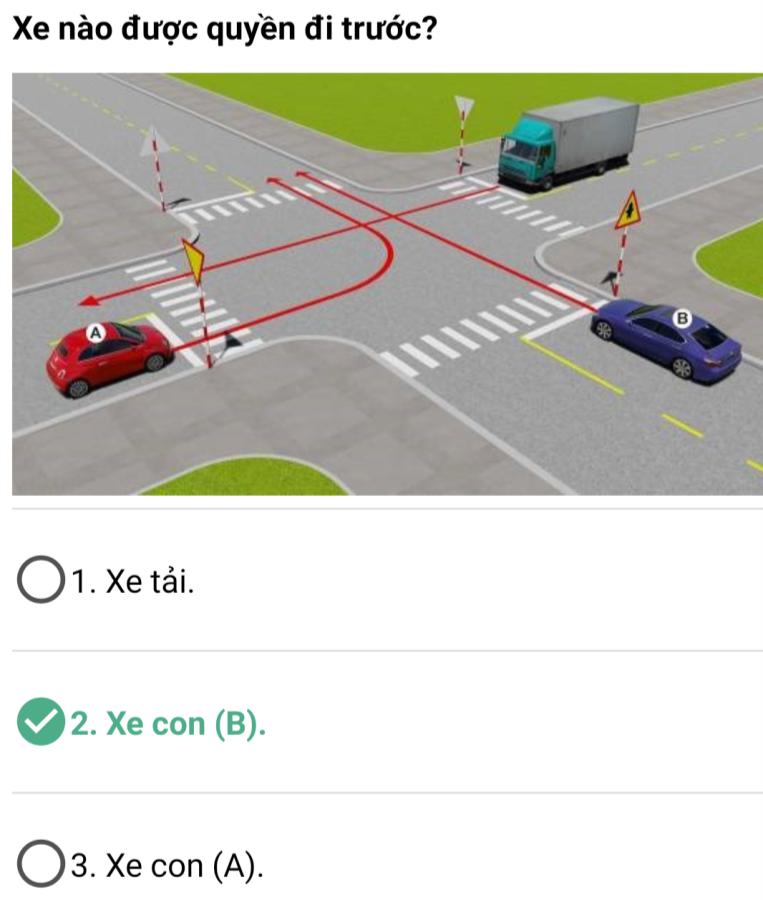 Xe nào được quyền đi trước?
A
B
1. Xe tải.
2. Xe con (B).
3. Xe con (A).